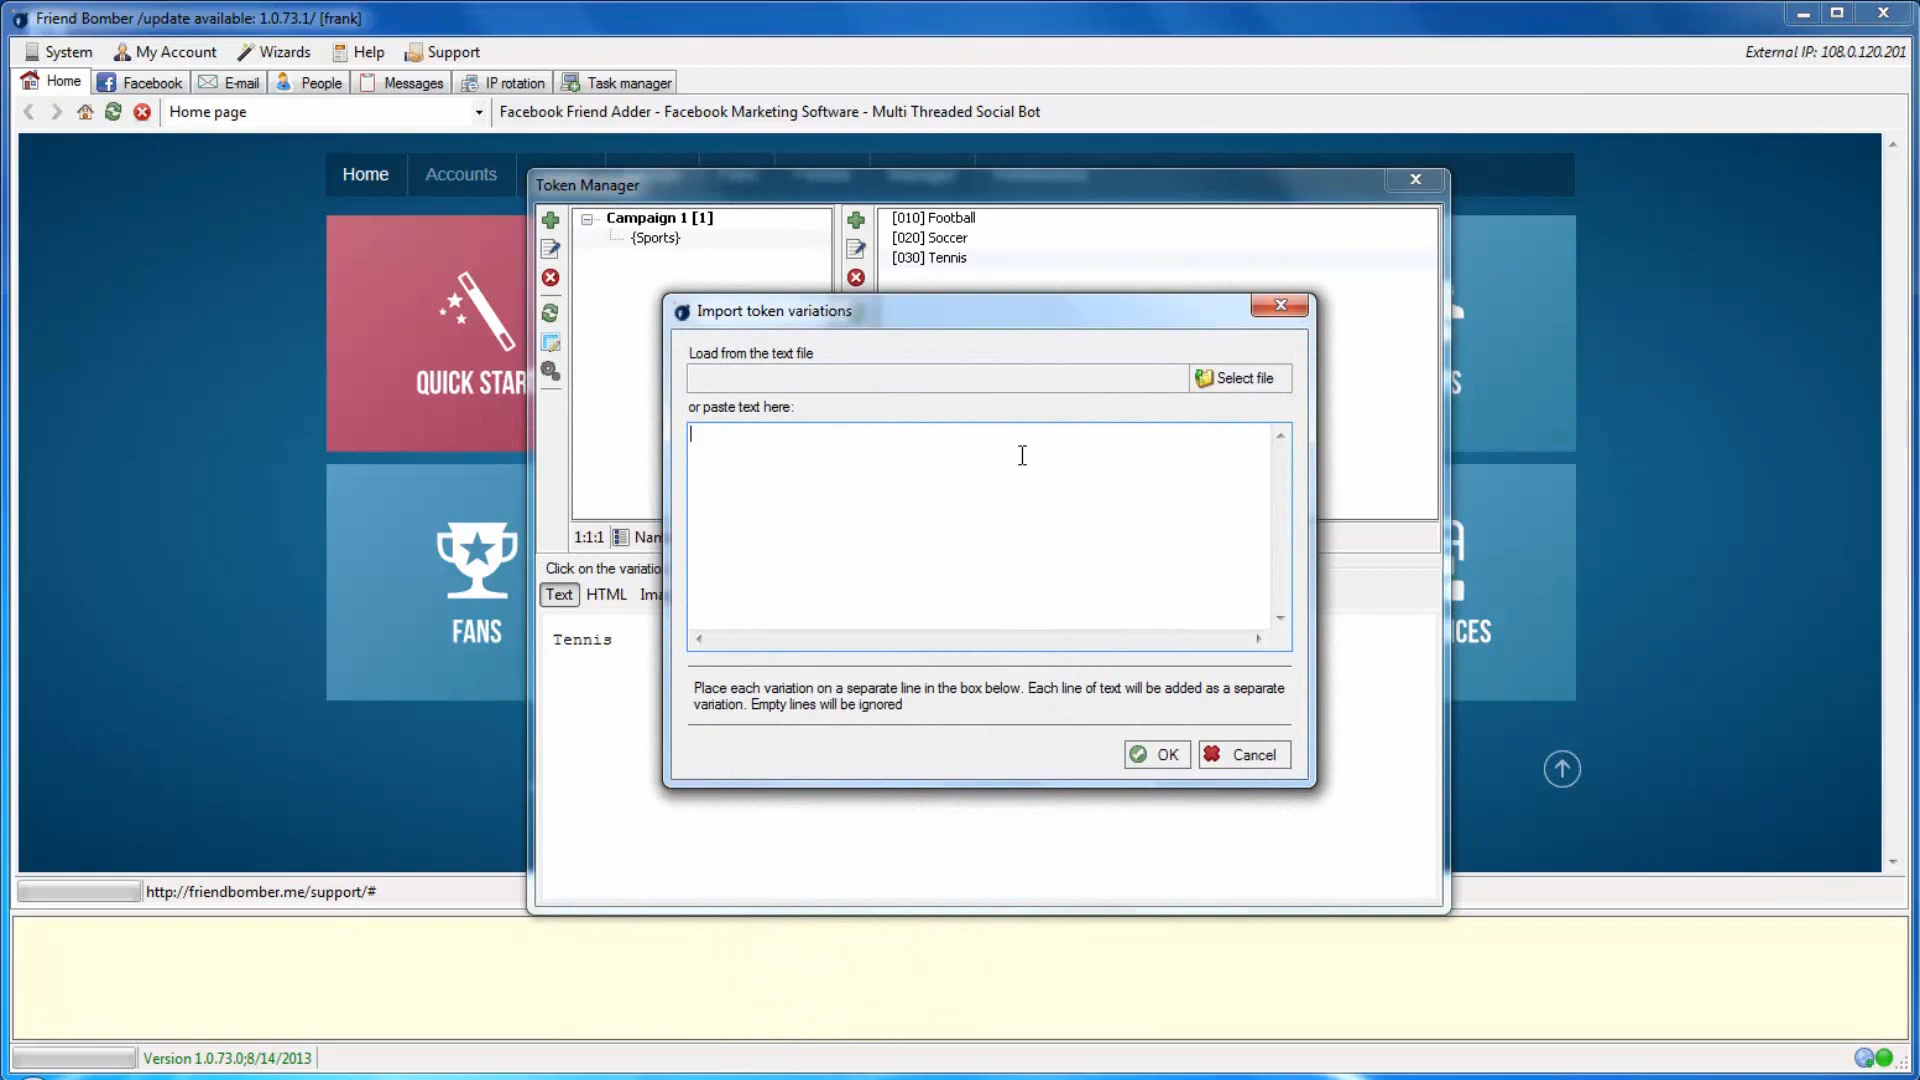 Friend Bomber /update available: 1.0.73.1/ [frank]
System My Account Wizards Help Support External IP: 108.0.120.201
Home Facebook E-mail People Messages IP rotation Task manager
Home page Facebook Friend Adder - Facebook Marketing Software - Multi Threaded Social Bot
Home Accounts
Token Manager
Campaign 1 [1]
{Sports}
[010] Football
[020] Soccer
[030] Tennis
Import token variations
Load from the text file
Select file
or paste text here:
QUICK STAR
S
FANS
ICES
1:1:1 Nam
Click on the variatio
Text HTML Ima
Tennis
Place each variation on a separate line in the box below. Each line of text will be added as a separate
variation. Empty lines will be ignored
OK Cancel
http://friendbomber.me/support/#
Version 1.0.73.0;8/14/2013